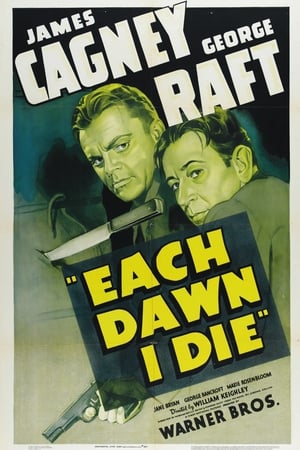 JAMES
CAGNEY
GEORGE
RAFT
"EACH
DAWN
I DIE"
JANE BRYAN GEORGE BANCROFT MAXIE ROSENBLOOM
Directed by WILLIAM KEIGHLEY
WARNER BROS.